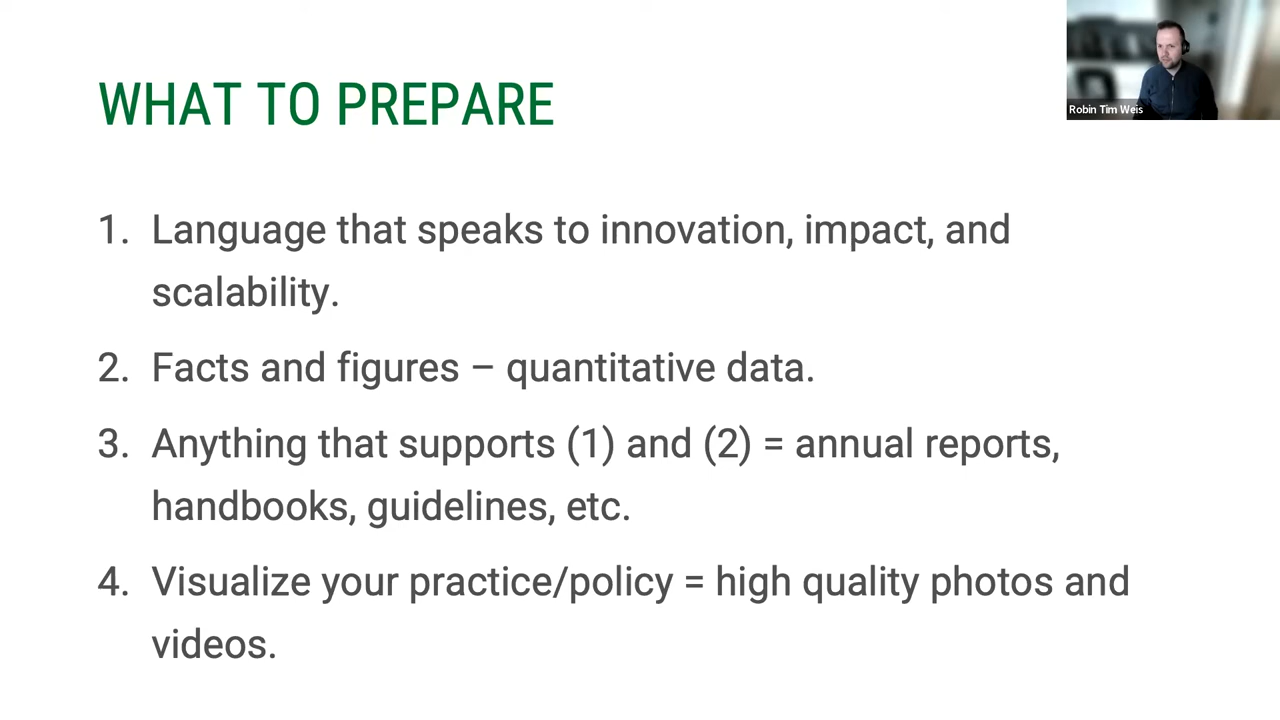 WHAT TO PREPARE
Robin Tim Weis
1. Language that speaks to innovation, impact, and
scalability.
2. Facts and figures – quantitative data.
3. Anything that supports (1) and (2) = annual reports,
handbooks, guidelines, etc.
4. Visualize your practice/policy = high quality photos and
videos.